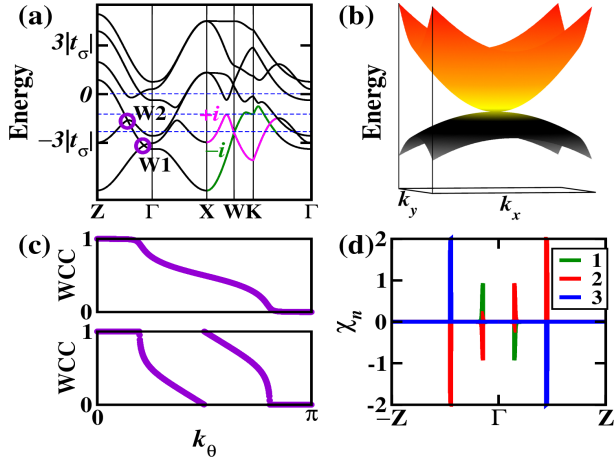 (a)
3|tσ|
0
−3|tσ|
Energy
W2
W1
+i
−i
Z Γ X W K Γ
(b)
Energy
ky
kx
(c)
1
WCC
0
1
WCC
0
0 π
kθ
(d)
2
1
0
-1
-2
χn
1
2
3
−Z Γ Z